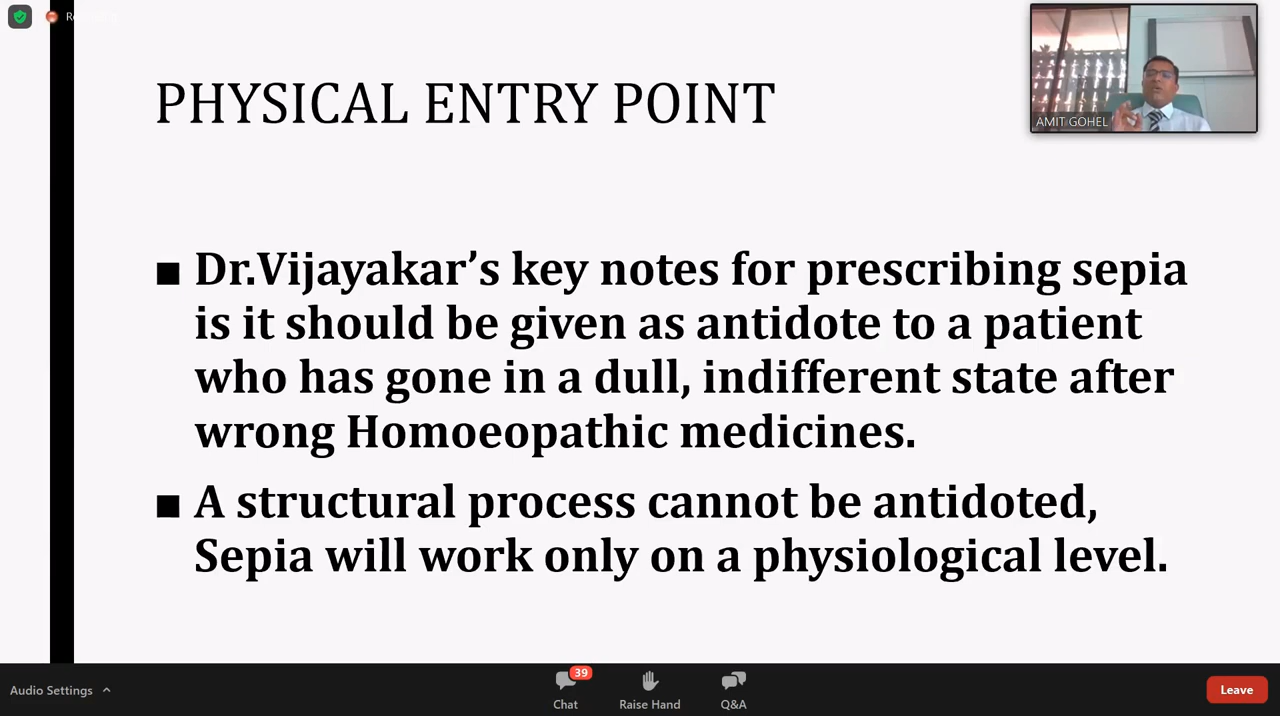 PHYSICAL ENTRY POINT
AMIT GOHEL
■ Dr.Vijayakar’s key notes for prescribing sepia
is it should be given as antidote to a patient
who has gone in a dull, indifferent state after
wrong Homoeopathic medicines.
■ A structural process cannot be antidoted,
Sepia will work only on a physiological level.
Audio Settings
39
Chat
Raise Hand
Q&A
Leave